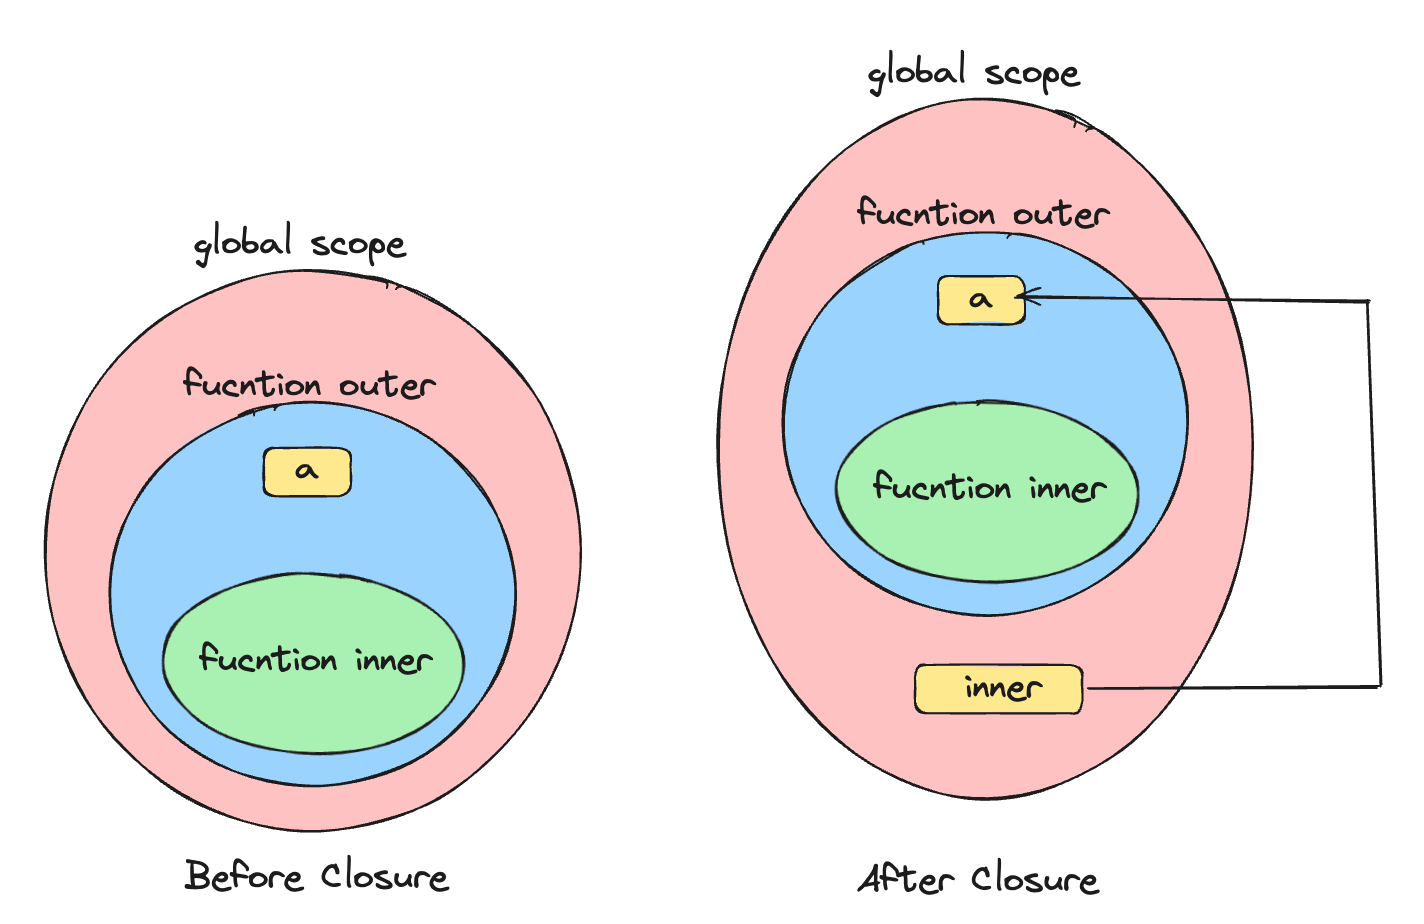 global scope
fucntion outer
a
fucntion inner
Before Closure
global scope
fucntion outer
a
fucntion inner
inner
After Closure